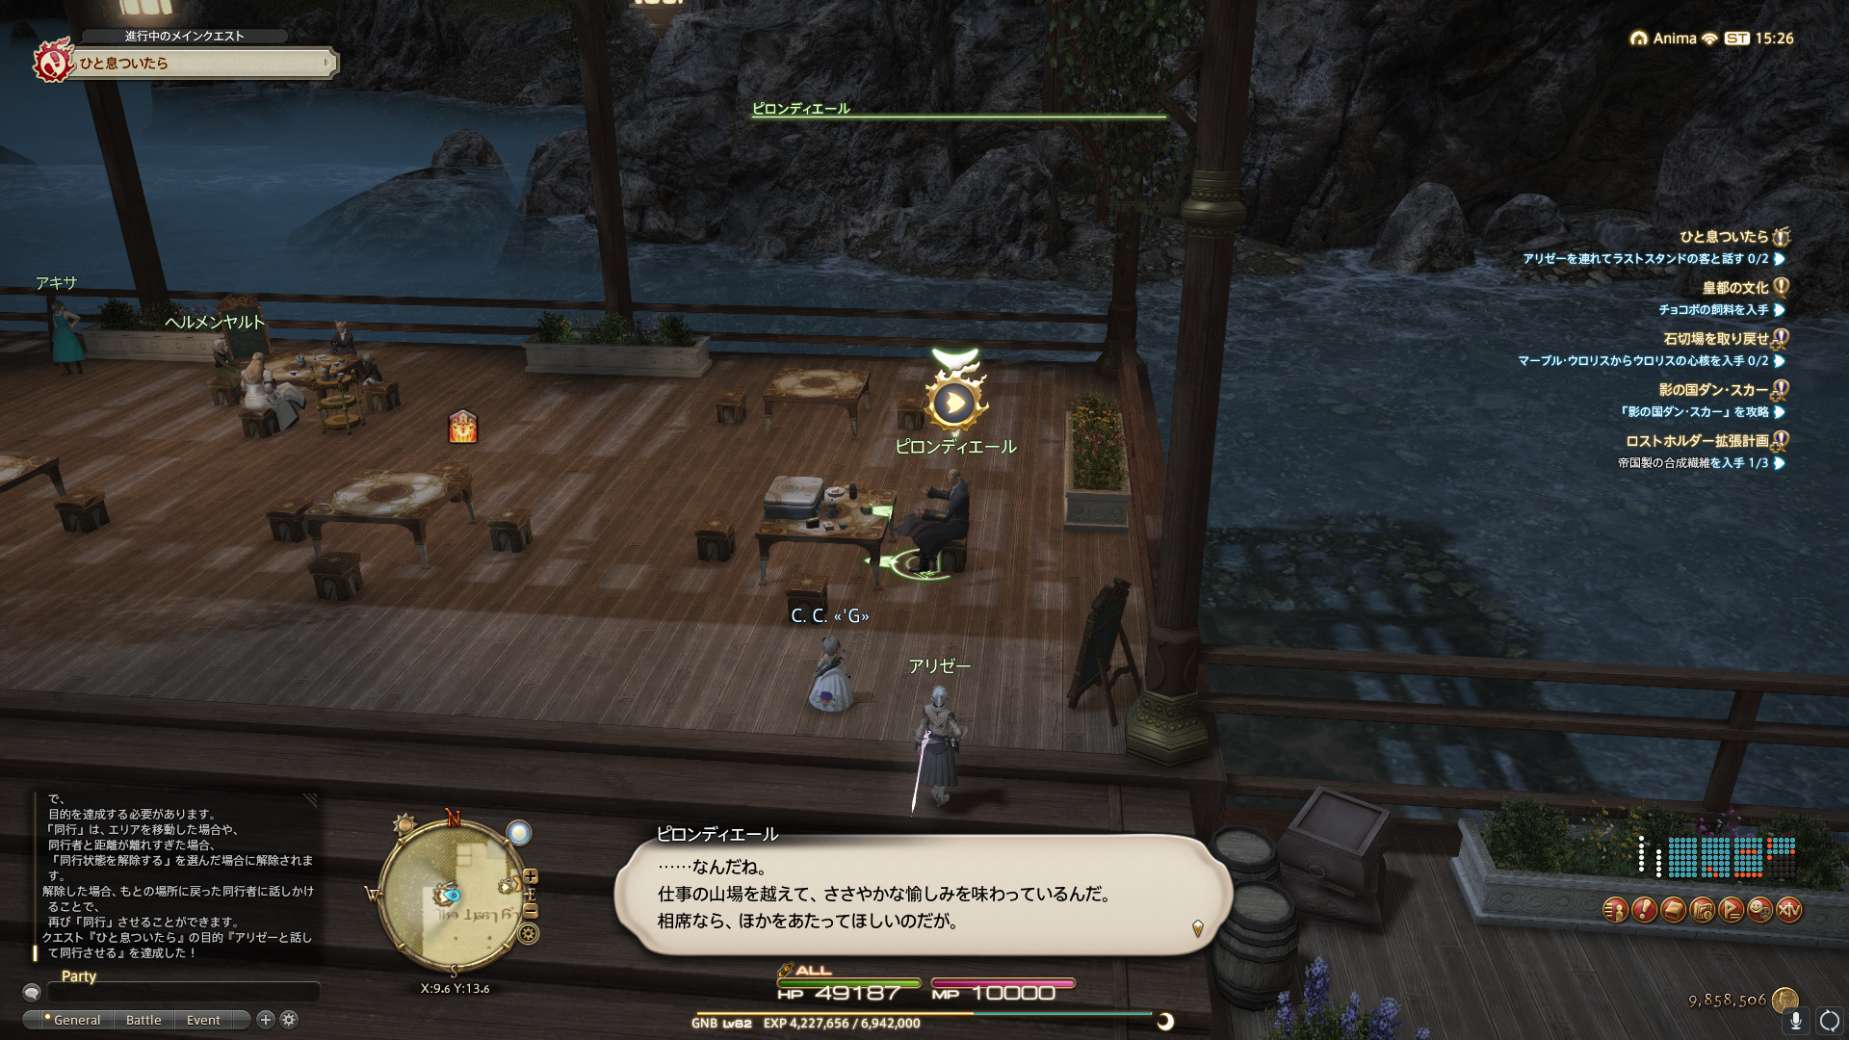 進行中のメインクエスト
ひと息ついたら
Anima ST 15:26
ピロンディエール
ひと息ついたら
アリゼーを連れてラストスタンドの客と話す 0/2
皇都の文化
チョコボの飼料を入手
石切場を取り戻せ
マーブル・ウロリスからウロリスの心核を入手 0/2
影の国ダン・スカー
「影の国ダン・スカー」を攻略
ロストホルダー拡張計画
帝国製の合成繊維を入手 1/3
アキサ
ヘルメンヤルト
ピロンディエール
C. C. «'G»
アリゼー
で、
目的を達成する必要があります。
「同行」は、エリアを移動した場合や、
同行者と距離が離れすぎた場合、
「同行状態を解除する」を選んだ場合に解除されま
す。
解除した場合、もとの場所に戻った同行者に話しかけ
ることで、
再び「同行」させることができます。
クエスト『ひと息ついたら』の目的『アリゼーと話し
て同行させる』を達成した！
Party
General Battle Event
N
W
E
S
X:9.6 Y:13.6
ピロンディエール
……なんだね。
仕事の山場を越えて、ささやかな愉しみを味わっているんだ。
相席なら、ほかをあたってほしいのだが。
ALL
HP 49187 MP 10000
GNB Lv82 EXP 4,227,656 / 6,942,000
XIV
9,858,506